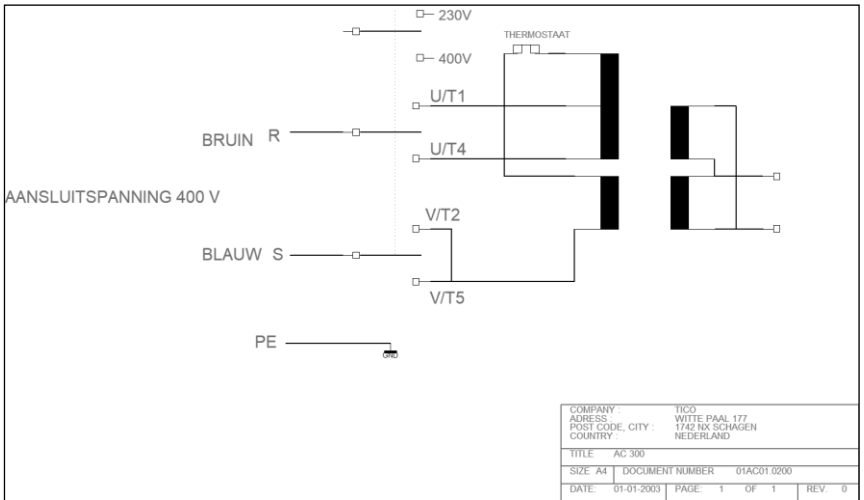 230V
THERMOSTAAT
400V
U/T1
BRUIN R
U/T4
AANSLUITSPANNING 400 V
V/T2
BLAUW S
V/T5
PE
GND
COMPANY : TICO
ADRESS : WITTE PAAL 177
POST CODE, CITY : 1742 NX SCHAGEN
COUNTRY : NEDERLAND
TITLE AC 300
SIZE A4 DOCUMENT NUMBER 01AC01.0200
DATE: 01-01-2003 PAGE: 1 OF 1 REV. 0